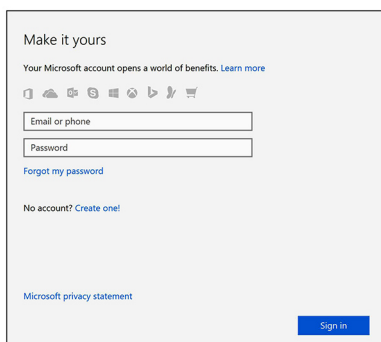 Make it yours
Your Microsoft account opens a world of benefits. Learn more
Email or phone
Password
Forgot my password
No account? Create one!
Microsoft privacy statement
Sign in